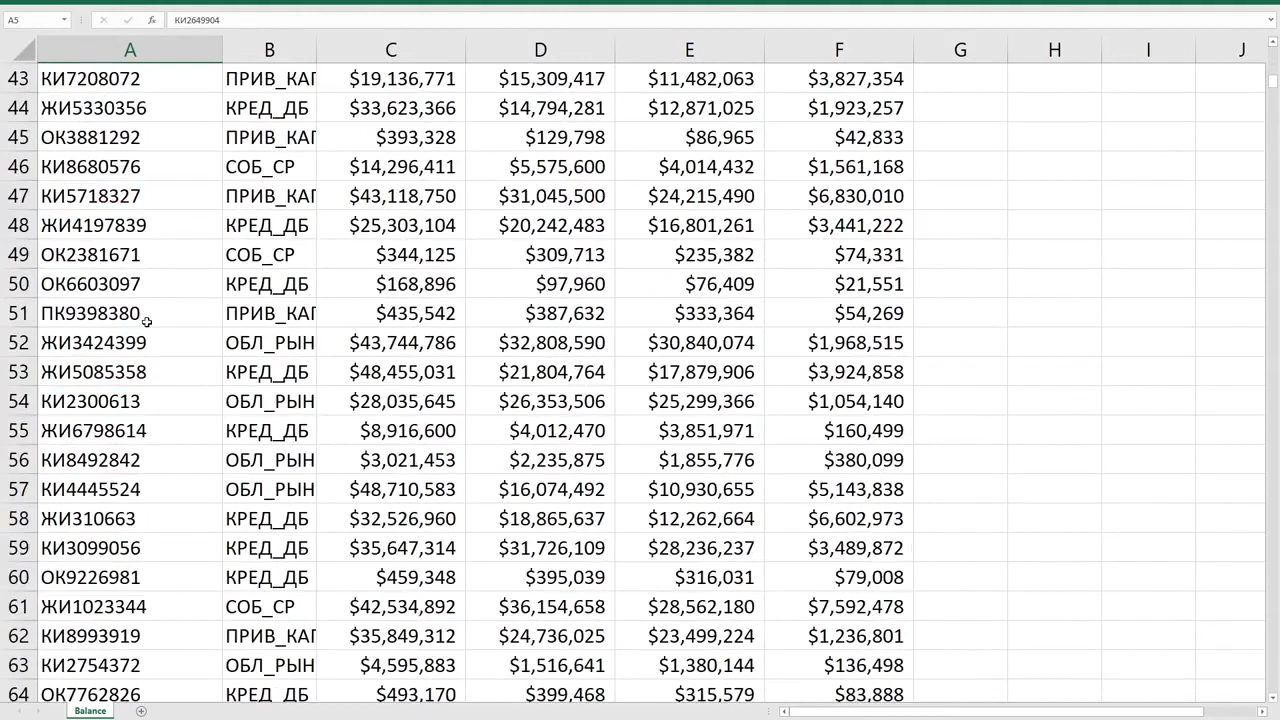 A5 fx КИ2649904
A B C D E F G H I J
43 КИ7208072 ПРИВ_КАП $19,136,771 $15,309,417 $11,482,063 $3,827,354
44 ЖИ5330356 КРЕД_ДБ $33,623,366 $14,794,281 $12,871,025 $1,923,257
45 ОК3881292 ПРИВ_КАП $393,328 $129,798 $86,965 $42,833
46 КИ8680576 СОБ_СР $14,296,411 $5,575,600 $4,014,432 $1,561,168
47 КИ5718327 ПРИВ_КАП $43,118,750 $31,045,500 $24,215,490 $6,830,010
48 ЖИ4197839 КРЕД_ДБ $25,303,104 $20,242,483 $16,801,261 $3,441,222
49 ОК2381671 СОБ_СР $344,125 $309,713 $235,382 $74,331
50 ОК6603097 КРЕД_ДБ $168,896 $97,960 $76,409 $21,551
51 ПК9398380 ПРИВ_КАП $435,542 $387,632 $333,364 $54,269
52 ЖИ3424399 ОБЛ_РЫН $43,744,786 $32,808,590 $30,840,074 $1,968,515
53 ЖИ5085358 КРЕД_ДБ $48,455,031 $21,804,764 $17,879,906 $3,924,858
54 КИ2300613 ОБЛ_РЫН $28,035,645 $26,353,506 $25,299,366 $1,054,140
55 ЖИ6798614 КРЕД_ДБ $8,916,600 $4,012,470 $3,851,971 $160,499
56 КИ8492842 ОБЛ_РЫН $3,021,453 $2,235,875 $1,855,776 $380,099
57 КИ4445524 ОБЛ_РЫН $48,710,583 $16,074,492 $10,930,655 $5,143,838
58 ЖИ310663 КРЕД_ДБ $32,526,960 $18,865,637 $12,262,664 $6,602,973
59 КИ3099056 КРЕД_ДБ $35,647,314 $31,726,109 $28,236,237 $3,489,872
60 ОК9226981 КРЕД_ДБ $459,348 $395,039 $316,031 $79,008
61 ЖИ1023344 СОБ_СР $42,534,892 $36,154,658 $28,562,180 $7,592,478
62 КИ8993919 ПРИВ_КАП $35,849,312 $24,736,025 $23,499,224 $1,236,801
63 КИ2754372 ОБЛ_РЫН $4,595,883 $1,516,641 $1,380,144 $136,498
64 ОК7762826 КРЕД_ДБ $493,170 $399,468 $315,579 $83,888
Balance